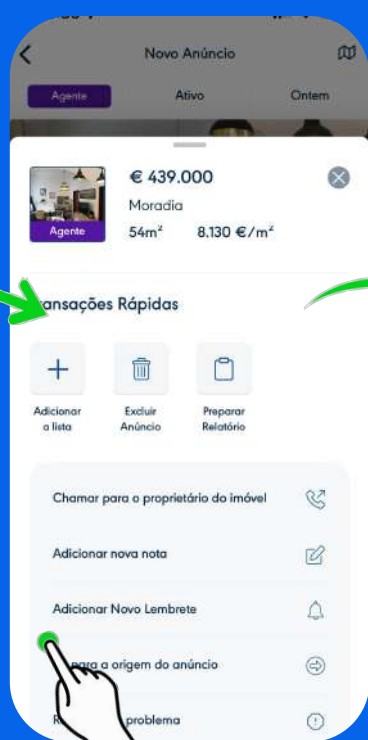 Novo Anúncio
Agente Ativo Ontem
€ 439.000
Moradia
Agente 54m² 8.130 €/m²
ansações Rápidas
Adicionar a lista
Excluir Anúncio
Preparar Relatório
Chamar para o proprietário do imóvel
Adicionar nova nota
Adicionar Novo Lembrete
para a origem do anúncio
problema